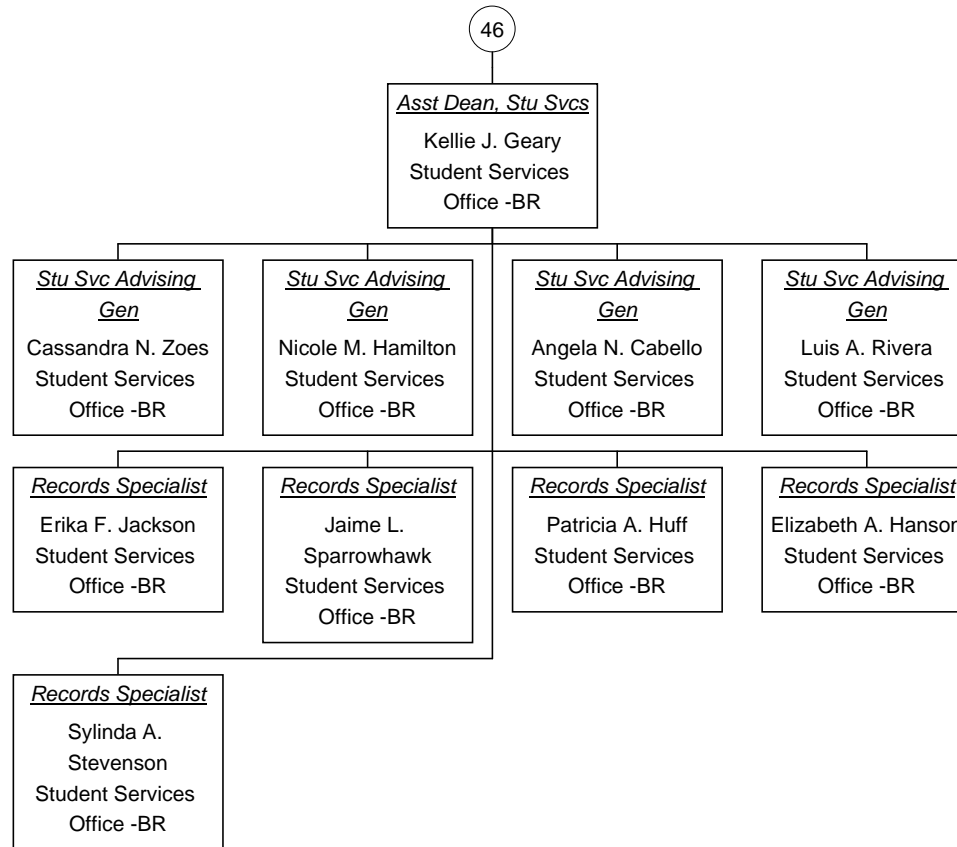 46
Asst Dean, Stu Svcs
Kellie J. Geary
Student Services
Office -BR
Stu Svc Advising
Gen
Cassandra N. Zoes
Student Services
Office -BR
Stu Svc Advising
Gen
Nicole M. Hamilton
Student Services
Office -BR
Stu Svc Advising
Gen
Angela N. Cabello
Student Services
Office -BR
Stu Svc Advising
Gen
Luis A. Rivera
Student Services
Office -BR
Records Specialist
Erika F. Jackson
Student Services
Office -BR
Records Specialist
Jaime L.
Sparrowhawk
Student Services
Office -BR
Records Specialist
Patricia A. Huff
Student Services
Office -BR
Records Specialist
Elizabeth A. Hanson
Student Services
Office -BR
Records Specialist
Sylinda A.
Stevenson
Student Services
Office -BR